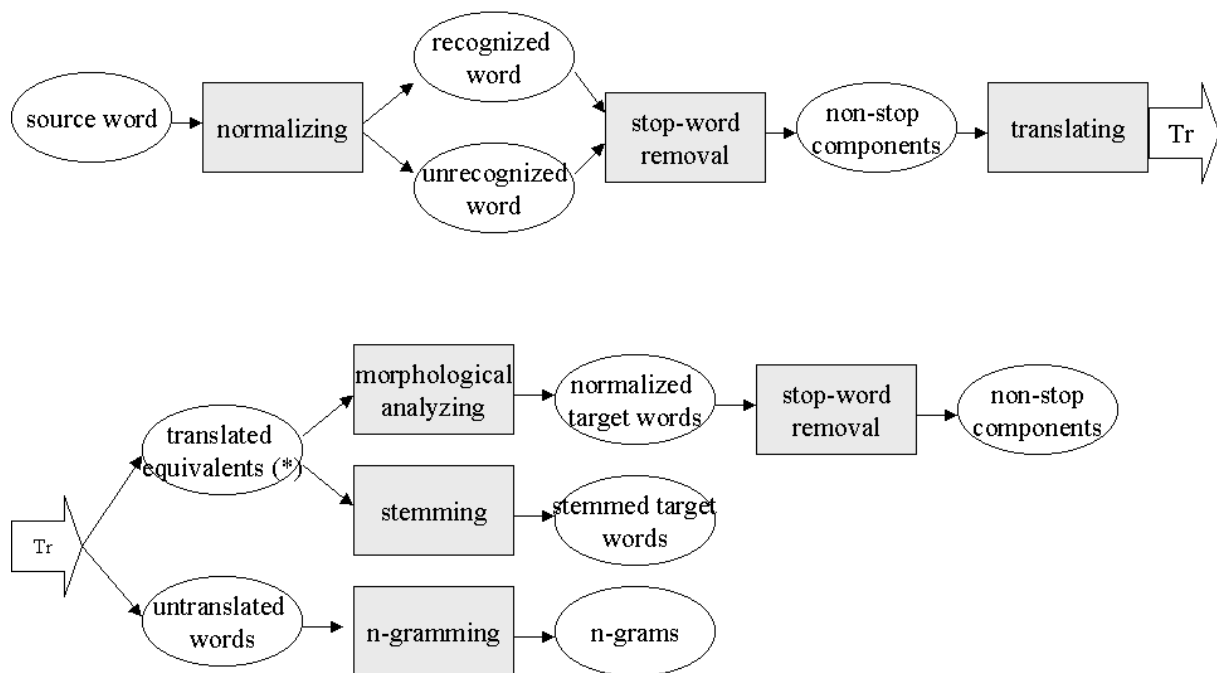 source word
normalizing
recognized
word
unrecognized
word
stop-word
removal
non-stop
components
translating
Tr
Tr
translated
equivalents (*)
morphological
analyzing
normalized
target words
stop-word
removal
non-stop
components
stemming
stemmed target
words
untranslated
words
n-gramming
n-grams